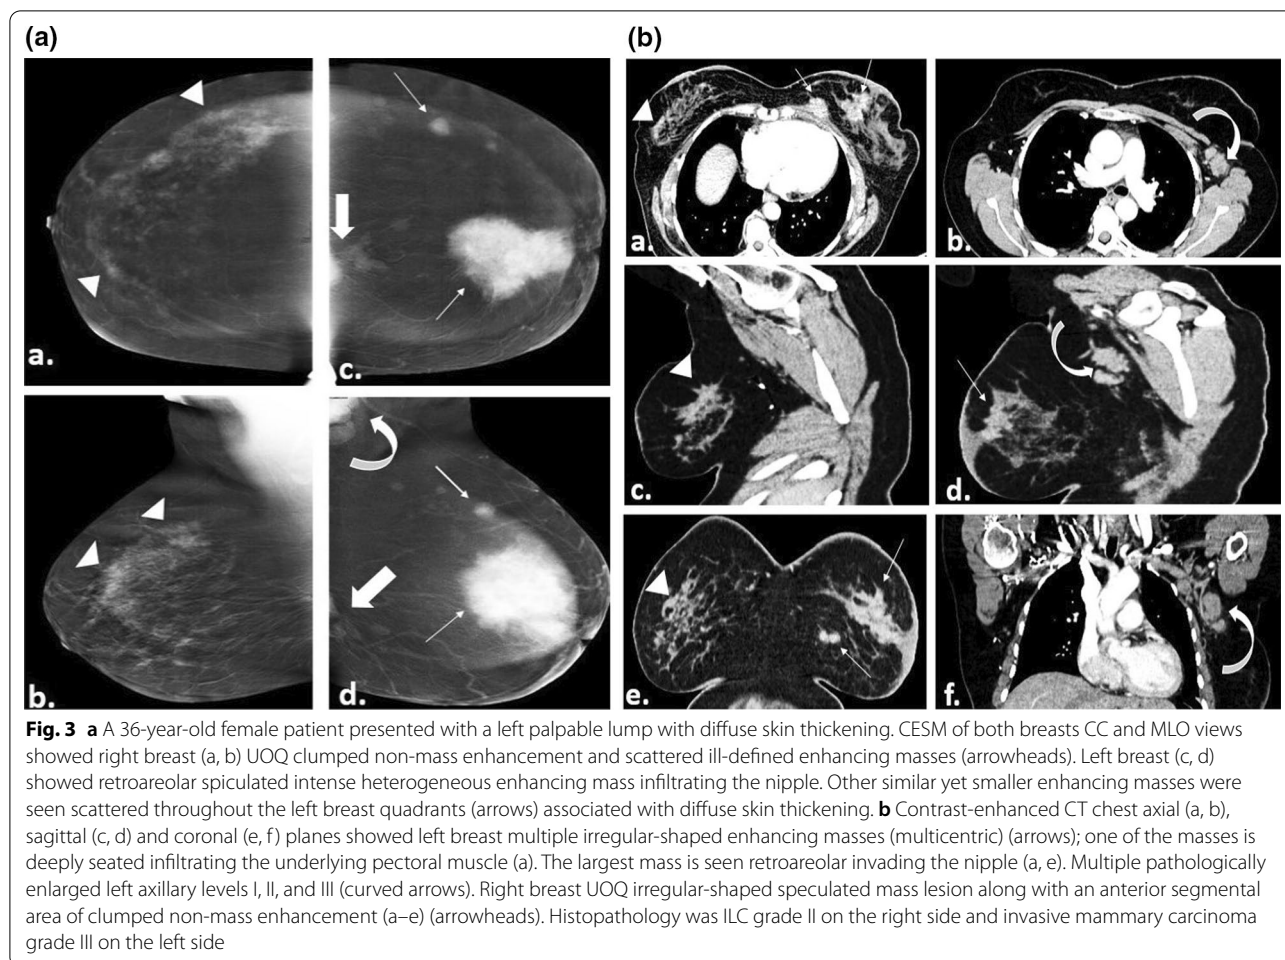 (a)
(b)
a.
c.
b.
d.
a.
b.
c.
d.
e.
f.
Fig. 3 a A 36-year-old female patient presented with a left palpable lump with diffuse skin thickening. CESM of both breasts CC and MLO views
showed right breast (a, b) UOQ clumped non-mass enhancement and scattered ill-defined enhancing masses (arrowheads). Left breast (c, d)
showed retroareolar spiculated intense heterogeneous enhancing mass infiltrating the nipple. Other similar yet smaller enhancing masses were
seen scattered throughout the left breast quadrants (arrows) associated with diffuse skin thickening. b Contrast-enhanced CT chest axial (a, b),
sagittal (c, d) and coronal (e, f) planes showed left breast multiple irregular-shaped enhancing masses (multicentric) (arrows); one of the masses is
deeply seated infiltrating the underlying pectoral muscle (a). The largest mass is seen retroareolar invading the nipple (a, e). Multiple pathologically
enlarged left axillary levels I, II, and III (curved arrows). Right breast UOQ irregular-shaped speculated mass lesion along with an anterior segmental
area of clumped non-mass enhancement (a–e) (arrowheads). Histopathology was ILC grade II on the right side and invasive mammary carcinoma
grade III on the left side